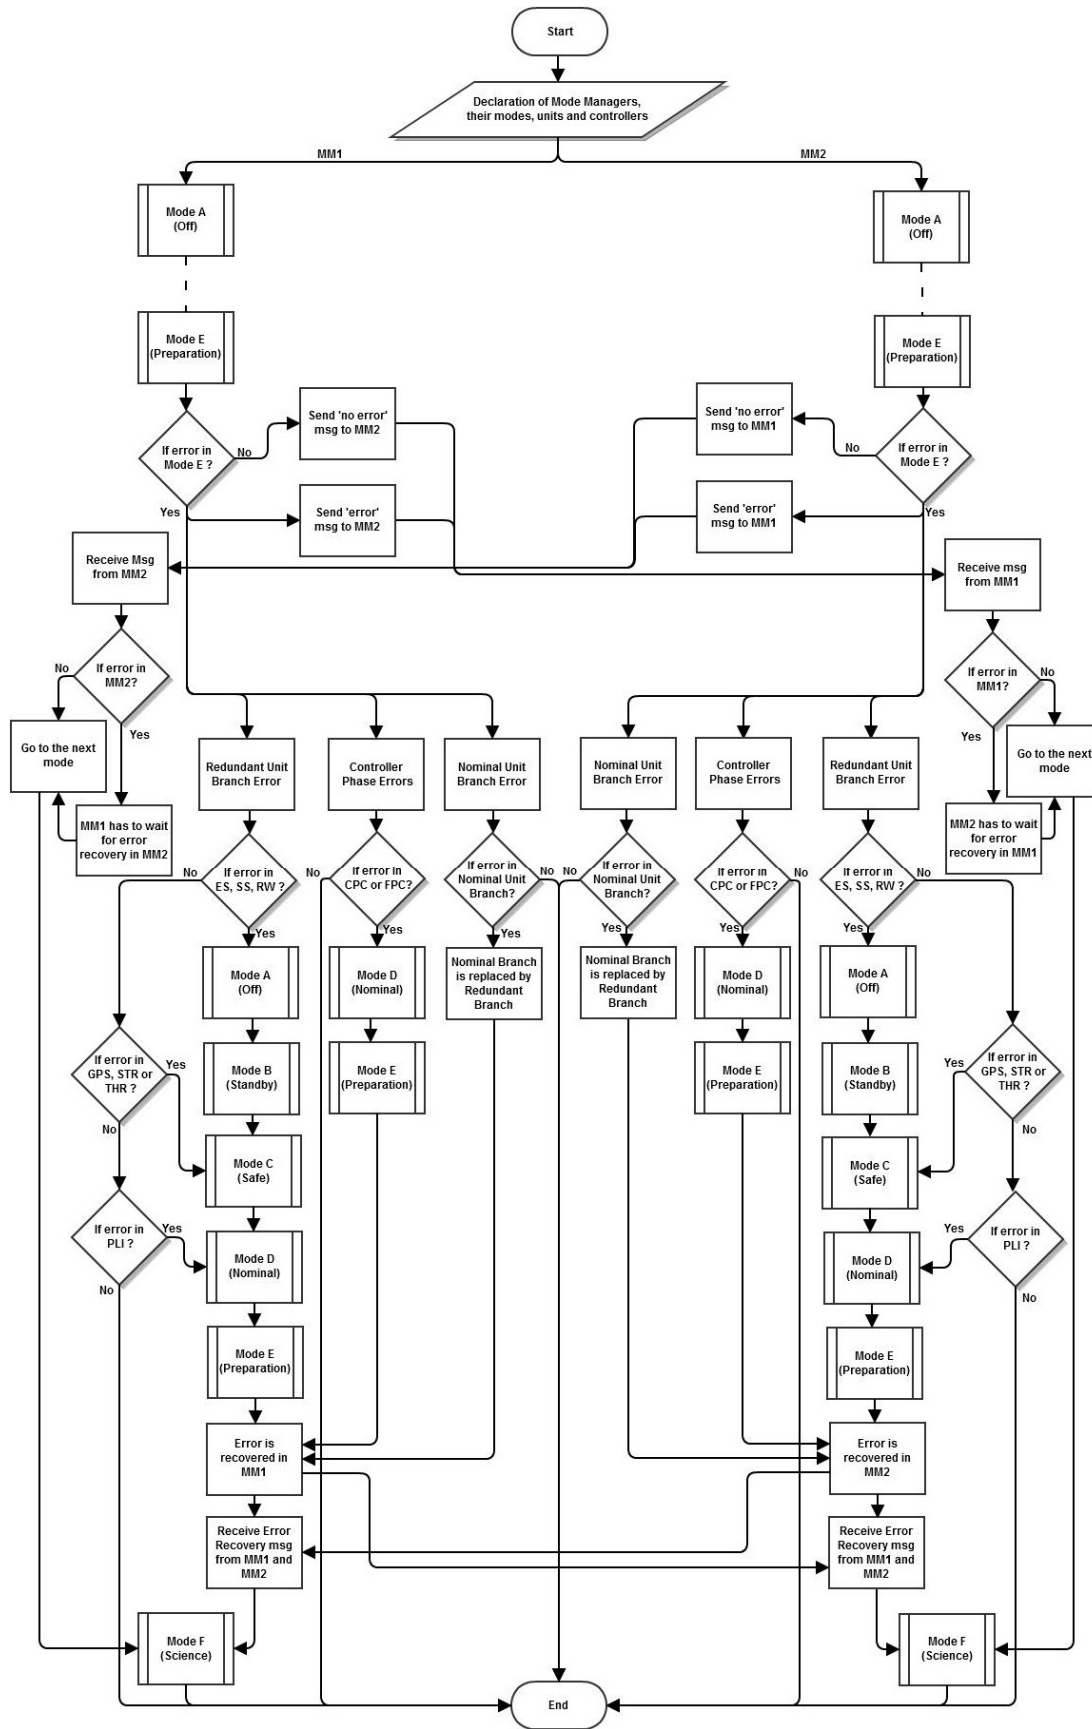 Start
Declaration of Mode Managers,
their modes, units and controllers
MM1
MM2
Mode A
(Off)
Mode A
(Off)
Mode E
(Preparation)
Mode E
(Preparation)
If error in
Mode E ?
No
Yes
Send 'no error'
msg to MM2
Send 'error'
msg to MM2
Send 'no error'
msg to MM1
Send 'error'
msg to MM1
No
If error in
Mode E ?
Yes
Receive Msg
from MM2
Receive msg
from MM1
No
If error in
MM2?
Yes
If error in
MM1?
No
Yes
Go to the next
mode
MM1 has to wait
for error
recovery in MM2
Go to the next
mode
MM2 has to wait
for error
recovery in MM1
Redundant Unit
Branch Error
Controller
Phase Errors
Nominal Unit
Branch Error
Nominal Unit
Branch Error
Controller
Phase Errors
Redundant Unit
Branch Error
No
If error in
ES, SS, RW ?
Yes
No
If error in
CPC or FPC?
Yes
If error in
Nominal Unit
Branch?
No
Yes
No
If error in
Nominal Unit
Branch?
Yes
If error in
CPC or FPC?
No
Yes
If error in
ES, SS, RW ?
No
Yes
Mode A
(Off)
Mode D
(Nominal)
Nominal Branch
is replaced by
Redundant
Branch
Nominal Branch
is replaced by
Redundant
Branch
Mode D
(Nominal)
Mode A
(Off)
If error in
GPS, STR or
THR ?
Yes
No
Mode B
(Standby)
Mode E
(Preparation)
Mode E
(Preparation)
Mode B
(Standby)
Yes
If error in
GPS, STR or
THR ?
No
Mode C
(Safe)
Mode C
(Safe)
If error in
PLI ?
Yes
No
Mode D
(Nominal)
Mode D
(Nominal)
Yes
If error in
PLI ?
No
Mode E
(Preparation)
Mode E
(Preparation)
Error is
recovered in
MM1
Error is
recovered in
MM2
Receive Error
Recovery msg
from MM1 and
MM2
Receive Error
Recovery msg
from MM1 and
MM2
Mode F
(Science)
Mode F
(Science)
End